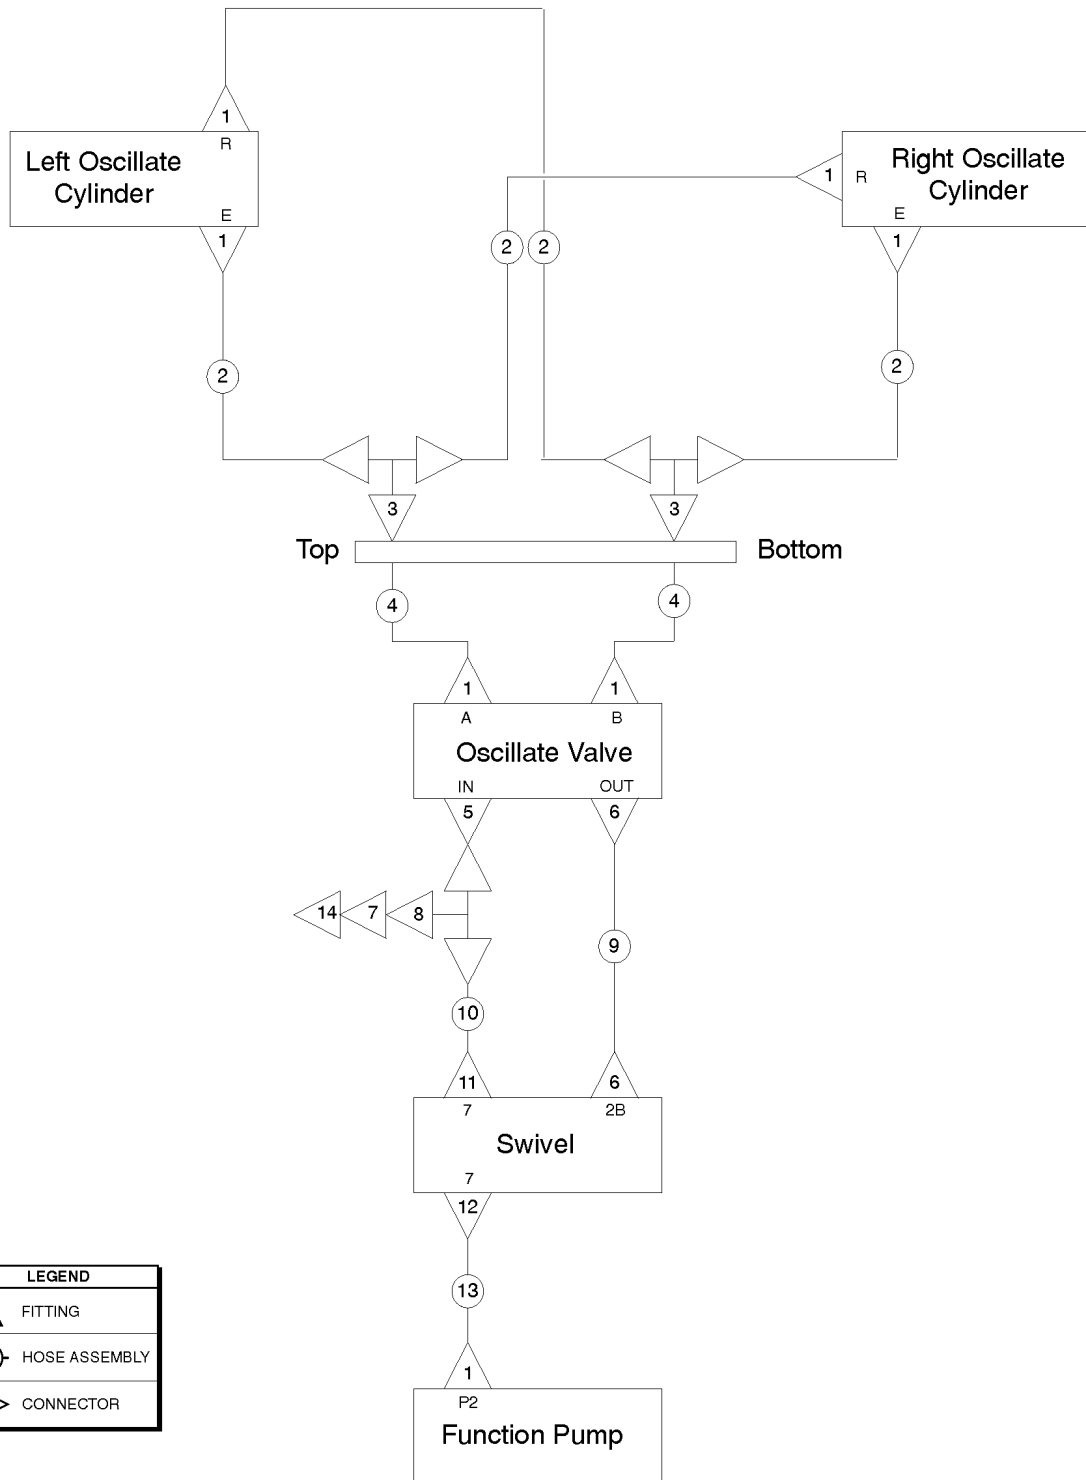 1
R
Left Oscillate
Cylinder
E
1
1
R
Right Oscillate
Cylinder
E
1
2
2
2
2
3
3
Top
Bottom
4
4
1
1
A
B
Oscillate Valve
IN
OUT
5
6
14
7
8
9
10
11
6
7
2B
Swivel
7
12
13
1
P2
Function Pump
LEGEND
FITTING
HOSE ASSEMBLY
CONNECTOR